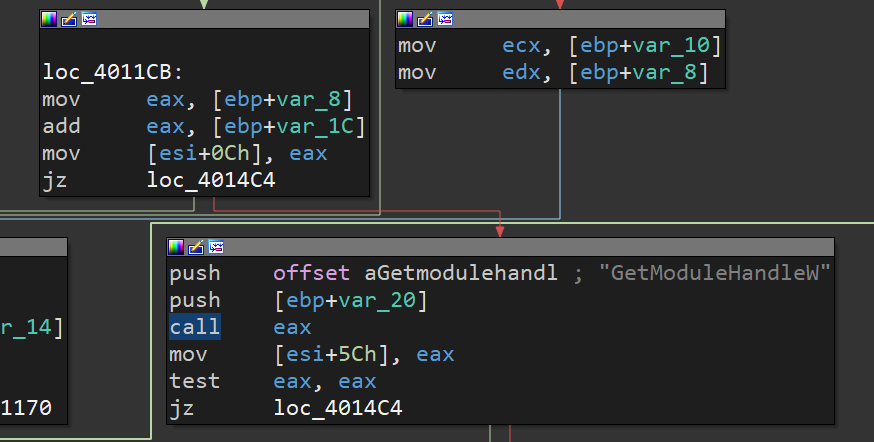 loc_4011CB:
mov eax, [ebp+var_8]
add eax, [ebp+var_1C]
mov [esi+0Ch], eax
jz loc_4014C4
mov ecx, [ebp+var_10]
mov edx, [ebp+var_8]
r_14]
1170
push offset aGetmodulehandl ; "GetModuleHandleW"
push [ebp+var_20]
call eax
mov [esi+5Ch], eax
test eax, eax
jz loc_4014C4